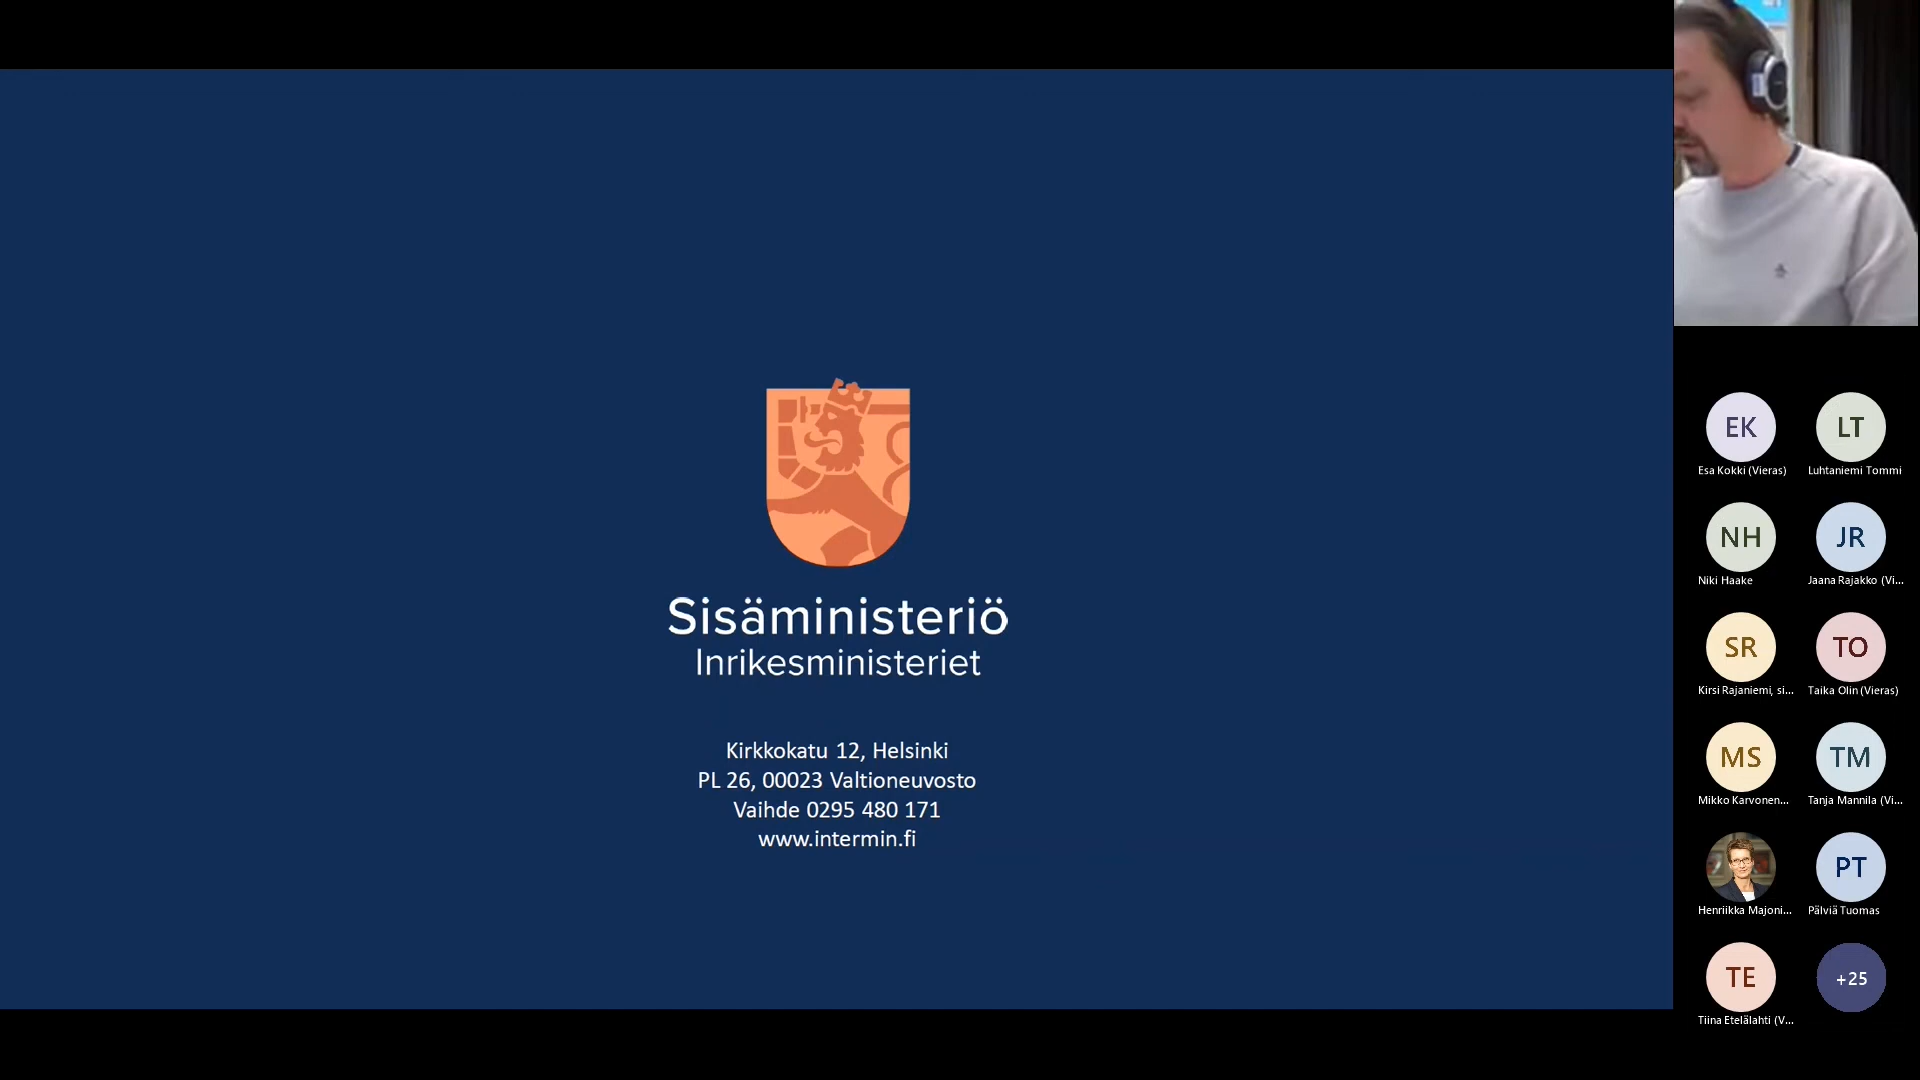 Sisäministeriö
Inrikesministeriet
Kirkkokatu 12, Helsinki
PL 26, 00023 Valtioneuvosto
Vaihde 0295 480 171
www.intermin.fi
EK
Esa Kokki (Vieras)
LT
Luhtaniemi Tommi
NH
Niki Haake
JR
Jaana Rajakko (Vi...
SR
Kirsi Rajaniemi, si...
TO
Taika Olin (Vieras)
MS
Mikko Karvonen...
TM
Tanja Mannila (Vi...
Henriikka Majoni...
PT
Pälviä Tuomas
TE
Tiina Etelälahti (V...
+25